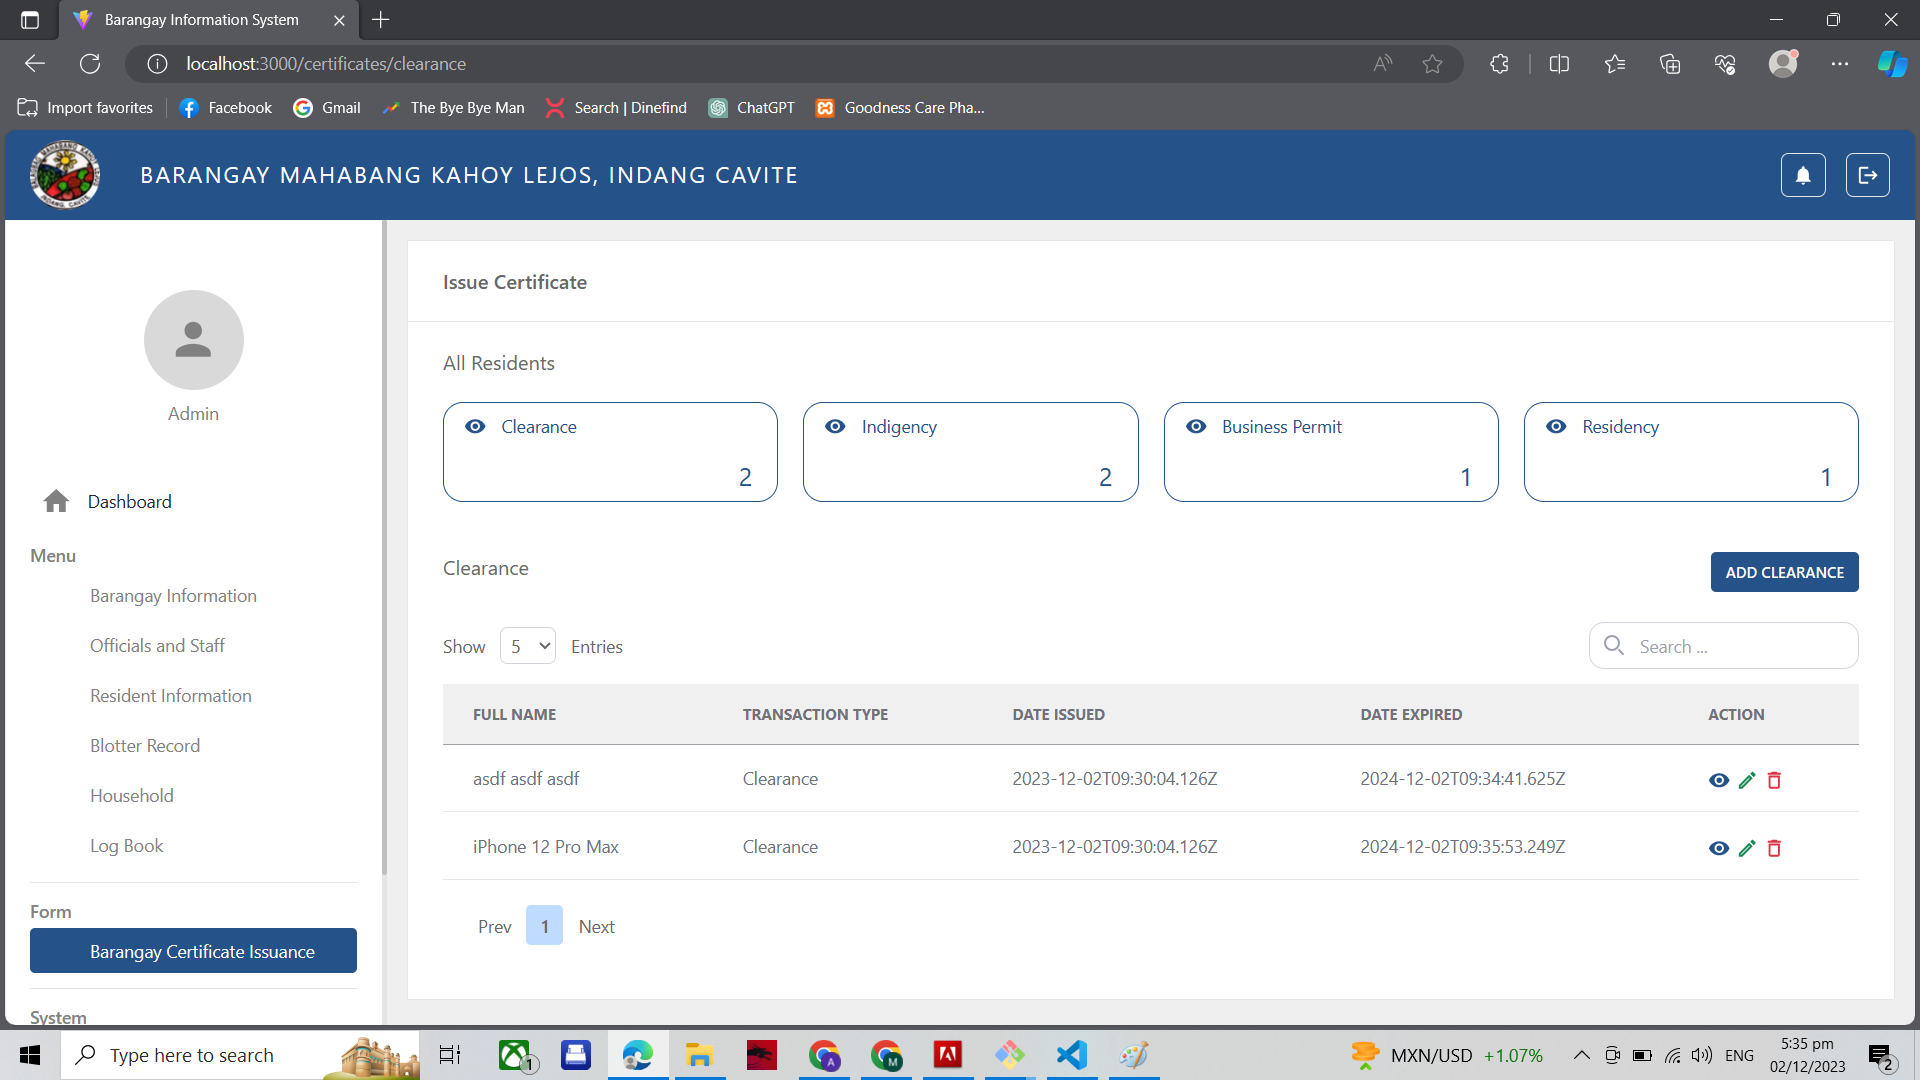 Barangay Information System
localhost:3000/certificates/clearance
Import favorites
Facebook
Gmail
The Bye Bye Man
Search | Dinefind
ChatGPT
Goodness Care Pha...
BARANGAY MAHABANG KAHOY LEJOS, INDANG CAVITE
Admin
Dashboard
Menu
Barangay Information
Officials and Staff
Resident Information
Blotter Record
Household
Log Book
Form
Barangay Certificate Issuance
System
Issue Certificate
All Residents
Clearance
2
Indigency
2
Business Permit
1
Residency
1
Clearance
ADD CLEARANCE
Show 5 Entries
Search ...
FULL NAME TRANSACTION TYPE DATE ISSUED DATE EXPIRED ACTION
asdf asdf asdf Clearance 2023-12-02T09:30:04.126Z 2024-12-02T09:34:41.625Z
iPhone 12 Pro Max Clearance 2023-12-02T09:30:04.126Z 2024-12-02T09:35:53.249Z
Prev 1 Next
Type here to search
1
A
M
MXN/USD +1.07%
ENG
5:35 pm
02/12/2023
2